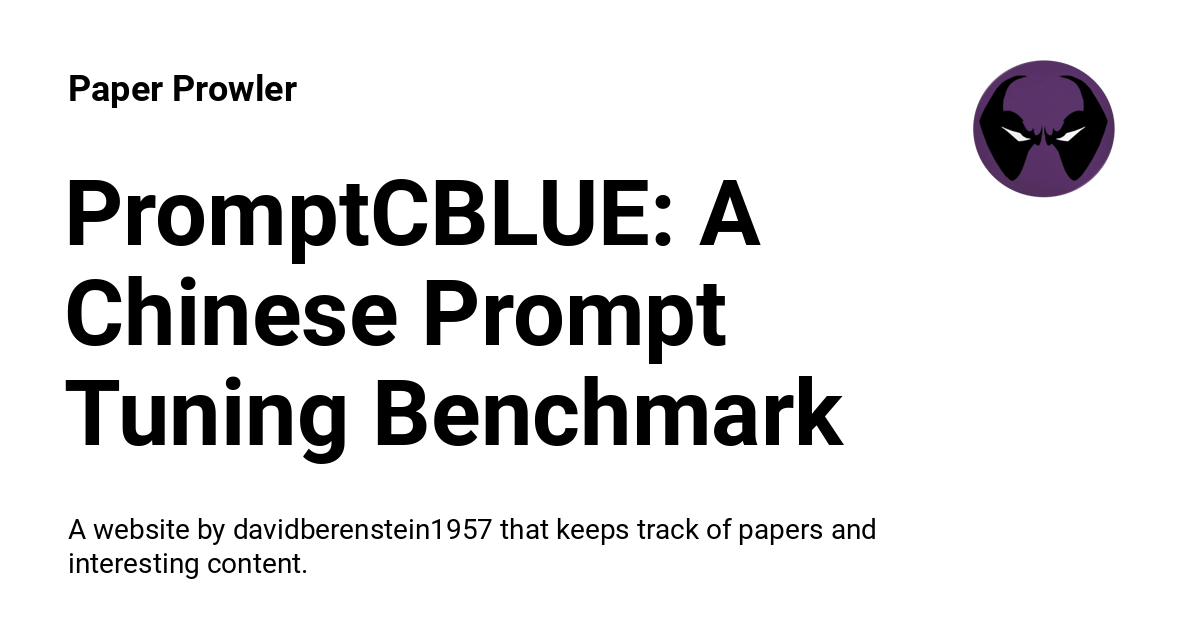 Paper Prowler
PromptCBLUE: A
Chinese Prompt
Tuning Benchmark
A website by davidberenstein1957 that keeps track of papers and
interesting content.